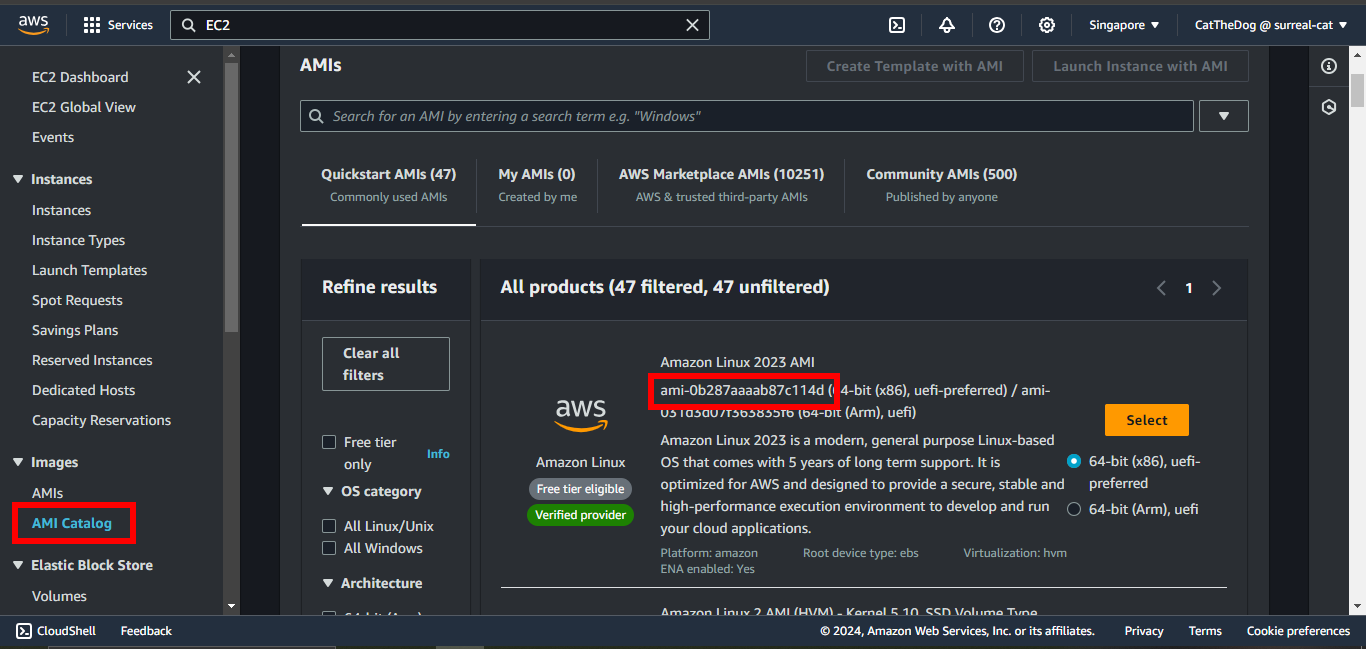 aws
Services
EC2
Singapore
CatTheDog @ surreal-cat
EC2 Dashboard
EC2 Global View
Events
Instances
Instances
Instance Types
Launch Templates
Spot Requests
Savings Plans
Reserved Instances
Dedicated Hosts
Capacity Reservations
Images
AMIs
AMI Catalog
Elastic Block Store
Volumes
AMIs
Create Template with AMI
Launch Instance with AMI
Search for an AMI by entering a search term e.g. "Windows"
Quickstart AMIs (47)
Commonly used AMIs
My AMIs (0)
Created by me
AWS Marketplace AMIs (10251)
AWS & trusted third-party AMIs
Community AMIs (500)
Published by anyone
Refine results
Clear all
filters
Free tier
only
Info
OS category
All Linux/Unix
All Windows
Architecture
All products (47 filtered, 47 unfiltered)
1
aws
Amazon Linux
Free tier eligible
Verified provider
Amazon Linux 2023 AMI
ami-0b287aaaab87c114d (64-bit (x86), uefi-preferred) / ami-
031d3d07f363835f6 (64-bit (Arm), uefi)
Amazon Linux 2023 is a modern, general purpose Linux-based
OS that comes with 5 years of long term support. It is
optimized for AWS and designed to provide a secure, stable and
high-performance execution environment to develop and run
your cloud applications.
Platform: amazon Root device type: ebs Virtualization: hvm
ENA enabled: Yes
Select
64-bit (x86), uefi-
preferred
64-bit (Arm), uefi
Amazon Linux 2 AMI (HVM) - Kernel 5.10, SSD Volume Type
CloudShell
Feedback
© 2024, Amazon Web Services, Inc. or its affiliates.
Privacy
Terms
Cookie preferences